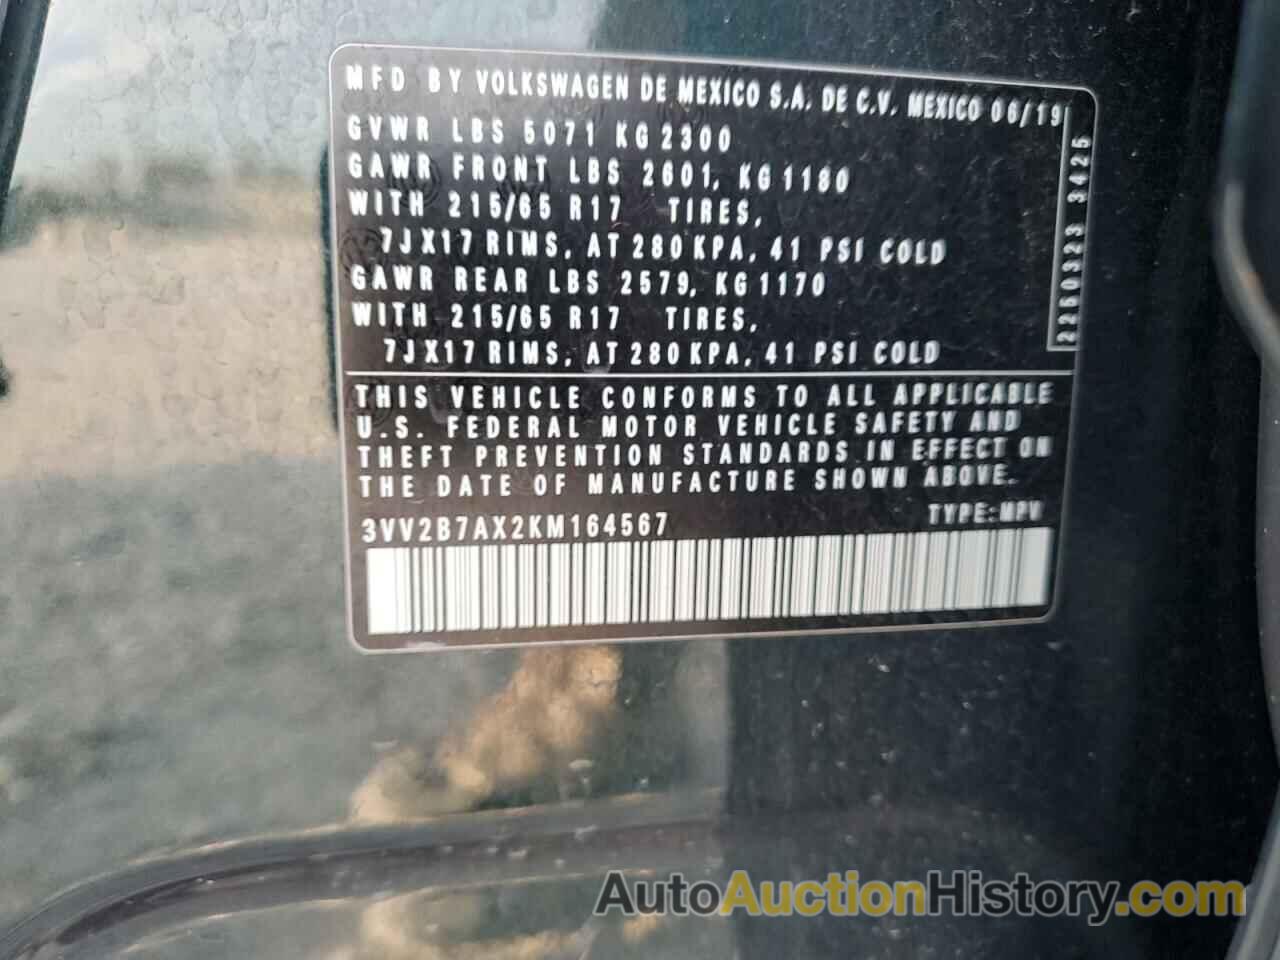 MFD BY VOLKSWAGEN DE MEXICO S.A. DE C.V. MEXICO 06/19
GVWR LBS 5071 KG 2300
GAWR FRONT LBS 2601, KG 1180
WITH 215/65 R17 TIRES,
7JX17 RIMS, AT 280 KPA, 41 PSI COLD
GAWR REAR LBS 2579, KG 1170
WITH 215/65 R17 TIRES,
7JX17 RIMS, AT 280 KPA, 41 PSI COLD
2260323 3425
THIS VEHICLE CONFORMS TO ALL APPLICABLE
U.S. FEDERAL MOTOR VEHICLE SAFETY AND
THEFT PREVENTION STANDARDS IN EFFECT ON
THE DATE OF MANUFACTURE SHOWN ABOVE.
3VV2B7AX2KM164567 TYPE: MPV
AutoAuctionHistory.com